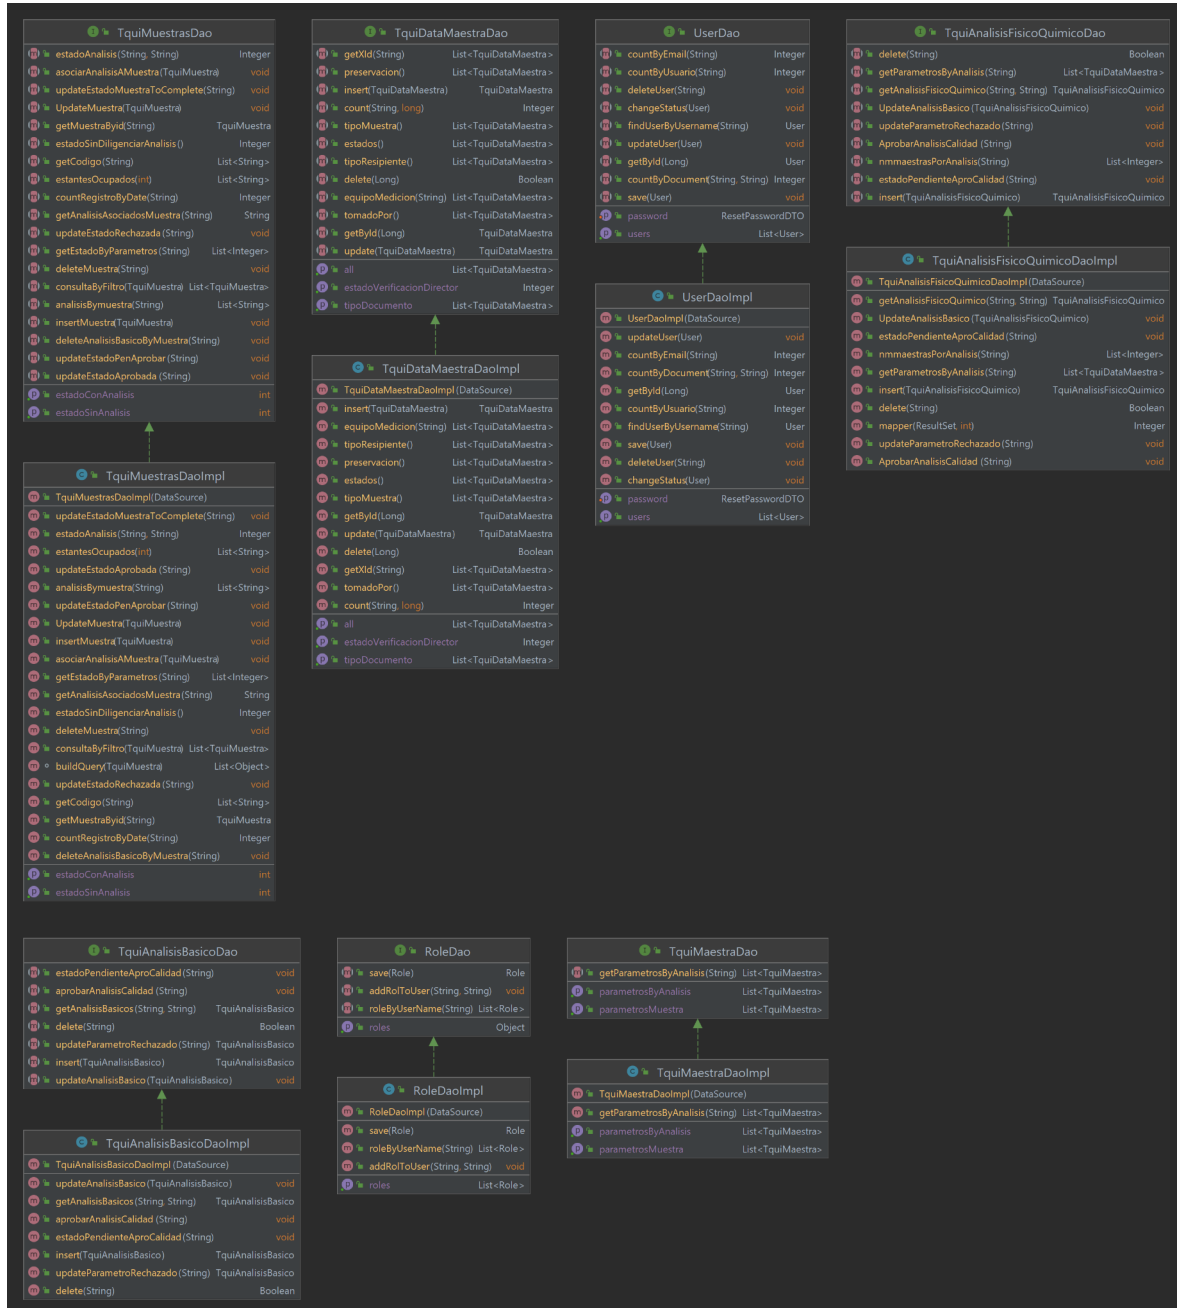 TquiMuestrasDao
estadoAnalisis(String, String) Integer
asociarAnalisisAMuestra(TquiMuestra) void
updateEstadoMuestraToComplete(String) void
UpdateMuestra(TquiMuestra) void
getMuestraByid(String) TquiMuestra
estadoSinDiligenciarAnalisis() Integer
getCodigo(String) List<String>
estantesOcupados(int) List<String>
countRegistroByDate(String) Integer
getAnalisisAsociadosMuestra(String) String
updateEstadoRechazada(String) void
getEstadoByParametros(String) List<Integer>
deleteMuestra(String) void
consultaByFiltro(TquiMuestra) List<TquiMuestra>
analisisBymuestra(String) List<String>
insertMuestra(TquiMuestra) void
deleteAnalisisBasicoByMuestra(String) void
updateEstadoPenAprobar(String) void
updateEstadoAprobada(String) void
estadoConAnalisis int
estadoSinAnalisis int
TquiDataMaestraDao
getXId(String) List<TquiDataMaestra>
preservacion() List<TquiDataMaestra>
insert(TquiDataMaestra) TquiDataMaestra
count(String, long) Integer
tipoMuestra() List<TquiDataMaestra>
estados() List<TquiDataMaestra>
tipoResipiente() List<TquiDataMaestra>
delete(Long) Boolean
equipoMedicion(String) List<TquiDataMaestra>
tomadoPor() List<TquiDataMaestra>
getById(Long) TquiDataMaestra
update(TquiDataMaestra) TquiDataMaestra
all List<TquiDataMaestra>
estadoVerificacionDirector Integer
tipoDocumento List<TquiDataMaestra>
UserDao
countByEmail(String) Integer
countByUsuario(String) Integer
deleteUser(String) void
changeStatus(User) void
findUserByUsername(String) User
updateUser(User) void
getById(Long) User
countByDocument(String, String) Integer
save(User) void
password ResetPasswordDTO
users List<User>
TquiAnalisisFisicoQuimicoDao
delete(String) Boolean
getParametrosByAnalisis(String) List<TquiDataMaestra>
getAnalisisFisicoQuimico(String, String) TquiAnalisisFisicoQuimico
UpdateAnalisisBasico(TquiAnalisisFisicoQuimico) void
updateParametroRechazado(String) void
AprobarAnalisisCalidad (String) void
nmmaestrasPorAnalisis(String) List<Integer>
estadoPendienteAproCalidad(String) void
insert(TquiAnalisisFisicoQuimico) TquiAnalisisFisicoQuimico
TquiMuestrasDaoImpl
TquiMuestrasDaoImpl(DataSource)
updateEstadoMuestraToComplete(String) void
estadoAnalisis(String, String) Integer
estantesOcupados(int) List<String>
updateEstadoAprobada (String) void
analisisBymuestra(String) List<String>
updateEstadoPenAprobar(String) void
UpdateMuestra(TquiMuestra) void
insertMuestra(TquiMuestra) void
asociarAnalisisAMuestra(TquiMuestra) void
getEstadoByParametros(String) List<Integer>
getAnalisisAsociadosMuestra(String) String
estadoSinDiligenciarAnalisis() Integer
deleteMuestra(String) void
consultaByFiltro(TquiMuestra) List<TquiMuestra>
buildQuery(TquiMuestra) List<Object>
updateEstadoRechazada (String) void
getCodigo(String) List<String>
getMuestraByid(String) TquiMuestra
countRegistroByDate(String) Integer
deleteAnalisisBasicoByMuestra(String) void
estadoConAnalisis int
estadoSinAnalisis int
TquiDataMaestraDaoImpl
TquiDataMaestraDaoImpl(DataSource)
insert(TquiDataMaestra) TquiDataMaestra
equipoMedicion(String) List<TquiDataMaestra>
tipoResipiente() List<TquiDataMaestra>
preservacion() List<TquiDataMaestra>
estados() List<TquiDataMaestra>
tipoMuestra() List<TquiDataMaestra>
getById(Long) TquiDataMaestra
update(TquiDataMaestra) TquiDataMaestra
delete(Long) Boolean
getXId(String) List<TquiDataMaestra>
tomadoPor() List<TquiDataMaestra>
count(String, long) Integer
all List<TquiDataMaestra>
estadoVerificacionDirector Integer
tipoDocumento List<TquiDataMaestra>
UserDaoImpl
UserDaoImpl(DataSource)
updateUser(User) void
countByEmail(String) Integer
countByDocument(String, String) Integer
getById(Long) User
countByUsuario(String) Integer
findUserByUsername(String) User
save(User) void
deleteUser(String) void
changeStatus(User) void
password ResetPasswordDTO
users List<User>
TquiAnalisisFisicoQuimicoDaoImpl
TquiAnalisisFisicoQuimicoDaoImpl(DataSource)
getAnalisisFisicoQuimico(String, String) TquiAnalisisFisicoQuimico
UpdateAnalisisBasico (TquiAnalisisFisicoQuimico) void
estadoPendienteAproCalidad(String) void
nmmaestrasPorAnalisis(String) List<Integer>
getParametrosByAnalisis(String) List<TquiDataMaestra>
insert(TquiAnalisisFisicoQuimico) TquiAnalisisFisicoQuimico
delete(String) Boolean
mapper(ResultSet, int) Integer
updateParametroRechazado(String) void
AprobarAnalisisCalidad (String) void
TquiAnalisisBasicoDao
estadoPendienteAproCalidad(String) void
aprobarAnalisisCalidad (String) void
getAnalisisBasicos(String, String) TquiAnalisisBasico
delete(String) Boolean
updateParametroRechazado(String) TquiAnalisisBasico
insert(TquiAnalisisBasico) TquiAnalisisBasico
updateAnalisisBasico(TquiAnalisisBasico) void
RoleDao
save(Role) Role
addRolToUser(String, String) void
roleByUserName(String) List<Role>
roles Object
TquiMaestraDao
getParametrosByAnalisis(String) List<TquiMaestra>
parametrosByAnalisis List<TquiMaestra>
parametrosMuestra List<TquiMaestra>
TquiAnalisisBasicoDaoImpl
TquiAnalisisBasicoDaoImpl (DataSource)
updateAnalisisBasico(TquiAnalisisBasico) void
getAnalisisBasicos(String, String) TquiAnalisisBasico
aprobarAnalisisCalidad (String) void
estadoPendienteAproCalidad(String) void
insert(TquiAnalisisBasico) TquiAnalisisBasico
updateParametroRechazado(String) TquiAnalisisBasico
delete(String) Boolean
RoleDaoImpl
RoleDaoImpl(DataSource)
save(Role) Role
roleByUserName(String) List<Role>
addRolToUser(String, String) void
roles List<Role>
TquiMaestraDaoImpl
TquiMaestraDaoImpl(DataSource)
getParametrosByAnalisis(String) List<TquiMaestra>
parametrosByAnalisis List<TquiMaestra>
parametrosMuestra List<TquiMaestra>